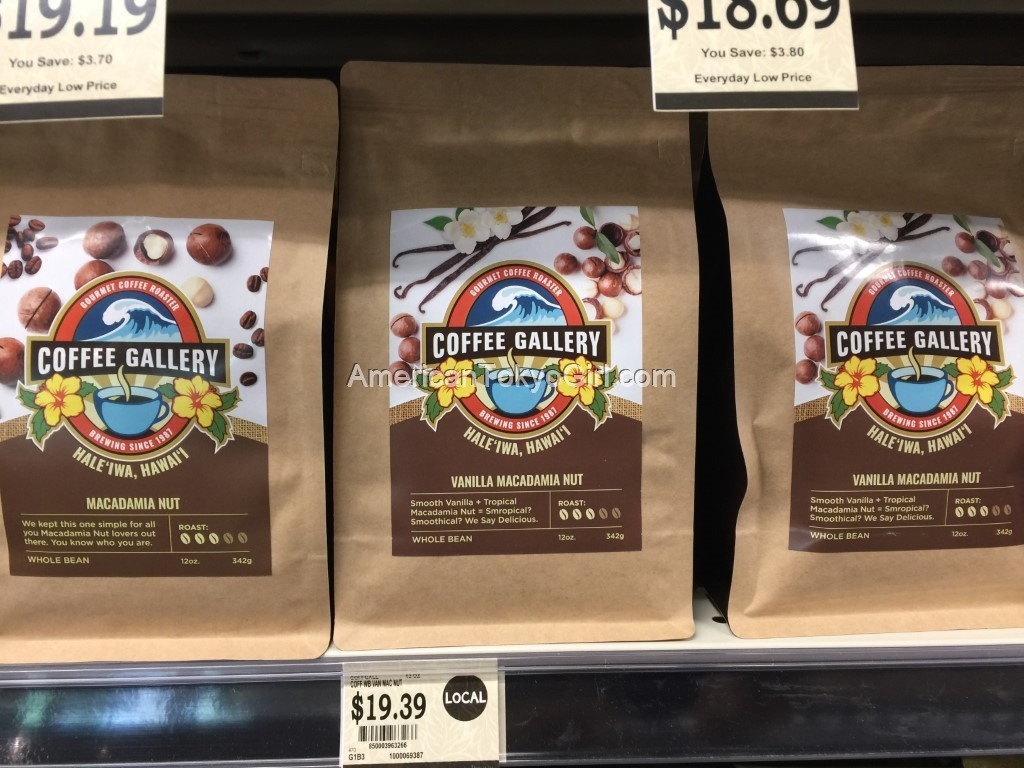 $19.19
You Save: $3.70
Everyday Low Price
$18.69
You Save: $3.80
Everyday Low Price
GOURMET COFFEE ROASTER
COFFEE GALLERY
BREWING SINCE 1987
HALE'IWA, HAWAI'I
MACADAMIA NUT
We kept this one simple for all
you Macadamia Nut lovers out
there. You know who you are.
ROAST:
WHOLE BEAN
12oz.
342g
GOURMET COFFEE ROASTER
COFFEE GALLERY
BREWING SINCE 1987
HALE'IWA, HAWAI'I
VANILLA MACADAMIA NUT
Smooth Vanilla + Tropical
Macadamia Nut = Smropical?
Smoothical? We Say Delicious.
ROAST:
WHOLE BEAN
12oz.
342g
GOURMET COFFEE ROASTER
COFFEE GALLERY
BREWING SINCE 1987
HALE'IWA, HAWAI'I
VANILLA MACADAMIA NUT
Smooth Vanilla + Tropical
Macadamia Nut = Smropical?
Smoothical? We Say Delicious.
ROAST:
WHOLE BEAN
12oz.
342g
AmericanTokyoGirl.com
COFF WB VAN MAC NUT
$19.39
LOCAL
850003963266
G1B3
1000069387